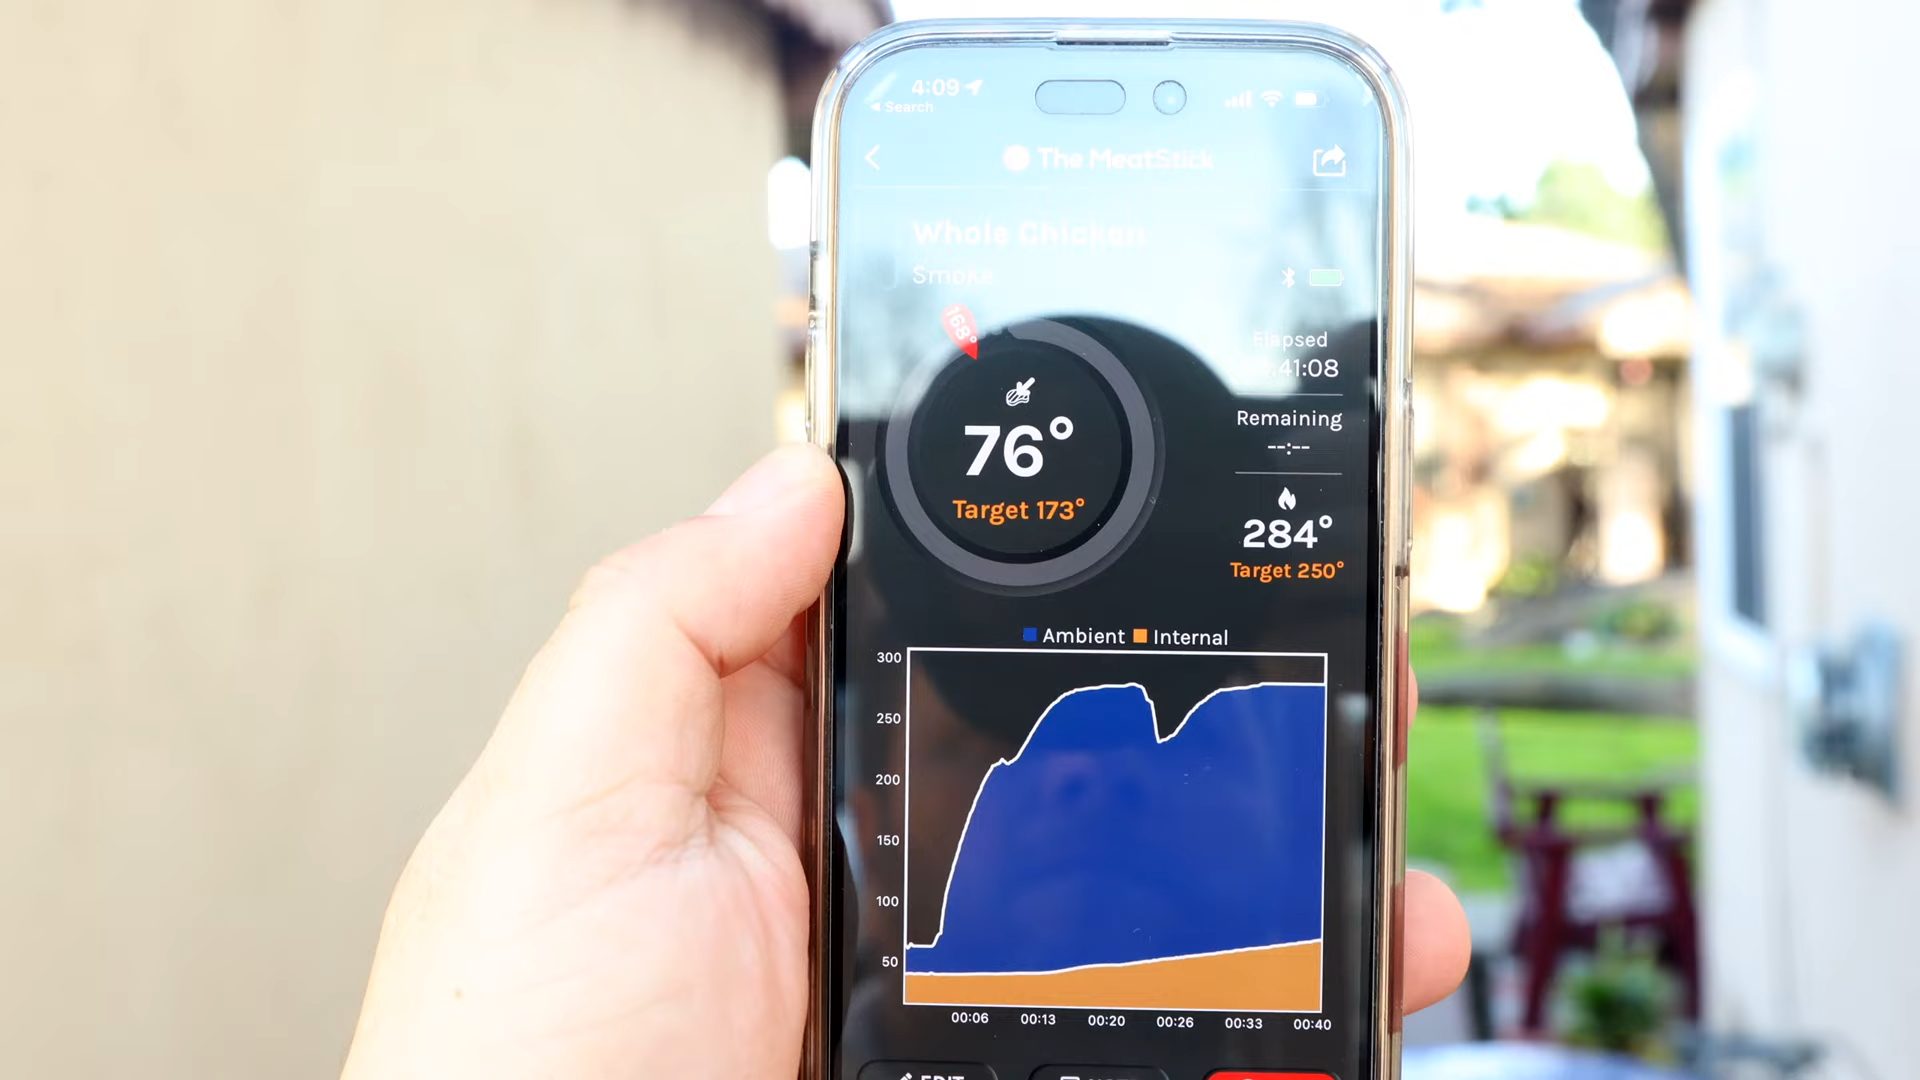 4:09
Search
The MeatStick
Whole Chicken
Smoke
168°
Elapsed
:41:08
76°
Remaining
--:--
Target 173°
284°
Target 250°
Ambient Internal
300
250
200
150
100
50
00:06 00:13 00:20 00:26 00:33 00:40
EDIT